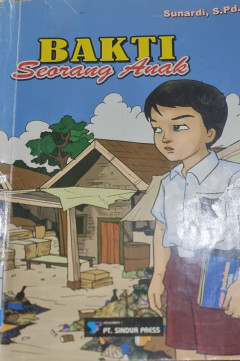 Sunardi, S.Pd.
BAKTI
Seorang Anak
PT. SINDUR PRESS